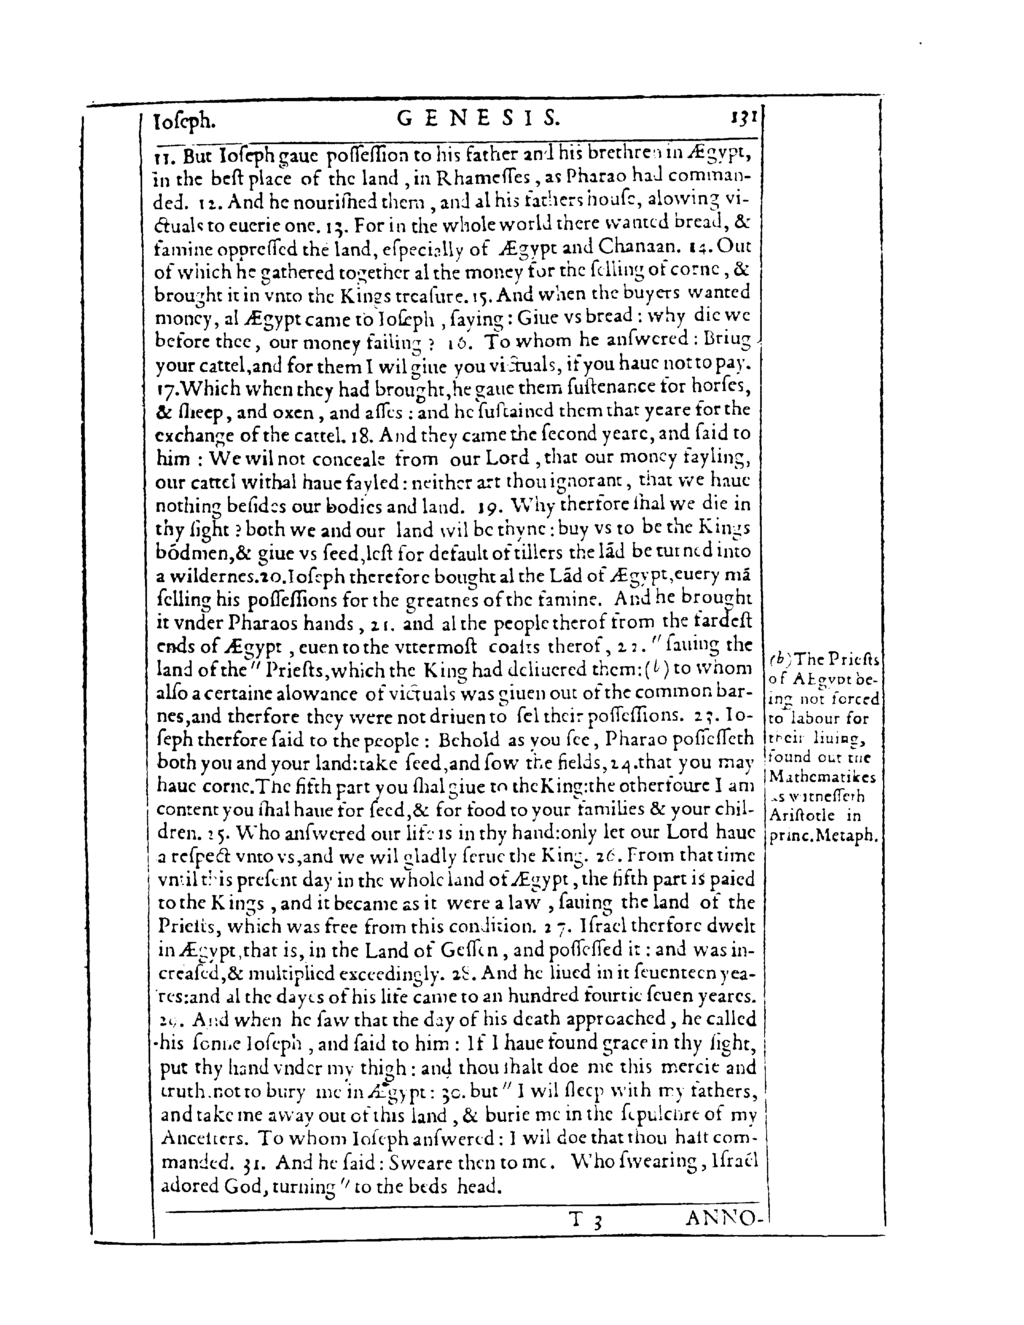 Ioſeph. GENESIS. 131
11. But Ioſeph gaue poſſeſſion to his father and his brethren in Ægypt,
in the beſt place of the land, in Rhameſſes, as Pharao had comman-
ded. 12. And he nouriſhed them, and al his fathers houſe, alowing vi-
ctuals to euerie one. 13. For in the whole world there wanted bread, &
famine oppreſſed the land, eſpecially of Ægypt and Chanaan. 14. Out
of which he gathered together al the money for the ſelling of corne, &
brought it in vnto the Kings treaſure. 15. And when the buyers wanted
money, al Ægypt came to Ioſeph, ſaying: Giue vs bread: why die we
before thee, our money failing? 16. To whom he anſwered: Bring
your cattel, and for them I wil giue you victuals, if you haue not to pay.
17. Which when they had brought, he gaue them ſuſtenance for horſes,
& ſheep, and oxen, and aſſes: and he ſuſtained them that yeare for the
exchange of the cattel. 18. And they came the ſecond yeare, and ſaid to
him: We wil not conceale from our Lord, that our money fayling,
our cattel withal haue fayled: neither art thou ignorant, that we haue
nothing beſides our bodies and land. 19. Why therfore ſhal we die in
thy ſight? both we and our land wil be thyne: buy vs to be the Kings
bōdmen, & giue vs ſeed, leſt for default of tillers the lād be turned into
a wildernes. 20. Ioſeph therefore bought al the Lād of Ægypt, euery mā
ſelling his poſſeſſions for the greatnes of the famine. And he brought
it vnder Pharaos hands, 21. and al the people therof from the fardeſt
ends of Ægypt, euen to the vttermoſt coaſts therof, 22. " ſauing the
land of the " Prieſts, which the King had deliuered them: (b) to whom
alſo a certaine alowance of victuals was giuen out of the common bar-
nes, and therfore they were not driuen to ſel their poſſeſſions. 23. Io-
ſeph therfore ſaid to the people: Behold as you ſee, Pharao poſſeſſeth
both you and your land: take ſeed, and ſow the fields, 24. that you may
haue corne. The fifth part you ſhal giue to the King: the other foure I am
content you ſhal haue for ſeed, & for food to your families & your chil-
dren. 25. Who anſwered our life is in thy hand: only let our Lord haue
a reſpect vnto vs, and we wil gladly ſerue the King. 26. From that time
vntil this preſent day in the whole land of Ægypt, the fifth part is paied
to the Kings, and it became as it were a law, ſauing the land of the
Prieſts, which was free from this condition. 27. Iſrael therfore dwelt
in Ægypt, that is, in the Land of Geſſen, and poſſeſſed it: and was in-
creaſed, & multiplied exceedingly. 28. And he liued in it ſeuenteen yea-
res: and al the dayes of his life came to an hundred fourtie ſeuen yeares.
29. And when he ſaw that the day of his death approached, he called
his ſonne Ioſeph, and ſaid to him: If I haue found grace in thy ſight,
put thy hand vnder my thigh: and thou ſhalt doe me this mercie and
truth, not to bury me in Ægypt: 30. but " I wil ſleep with my fathers,
and take me away out of this land, & burie me in the ſepulchre of my
Anceſters. To whom Ioſeph anſwered: I wil doe that thou haſt com-
manded. 31. And he ſaid: Sweare then to me. Who ſwearing, Iſraël
adored God, turning " to the beds head.
(b) The Prieſts
of AEgypt be-
ing not forced
to labour for
their liuing,
found out the
Mathematikes
as witneſſeth
Ariſtotle in
princ. Metaph.
T 3 ANNO-